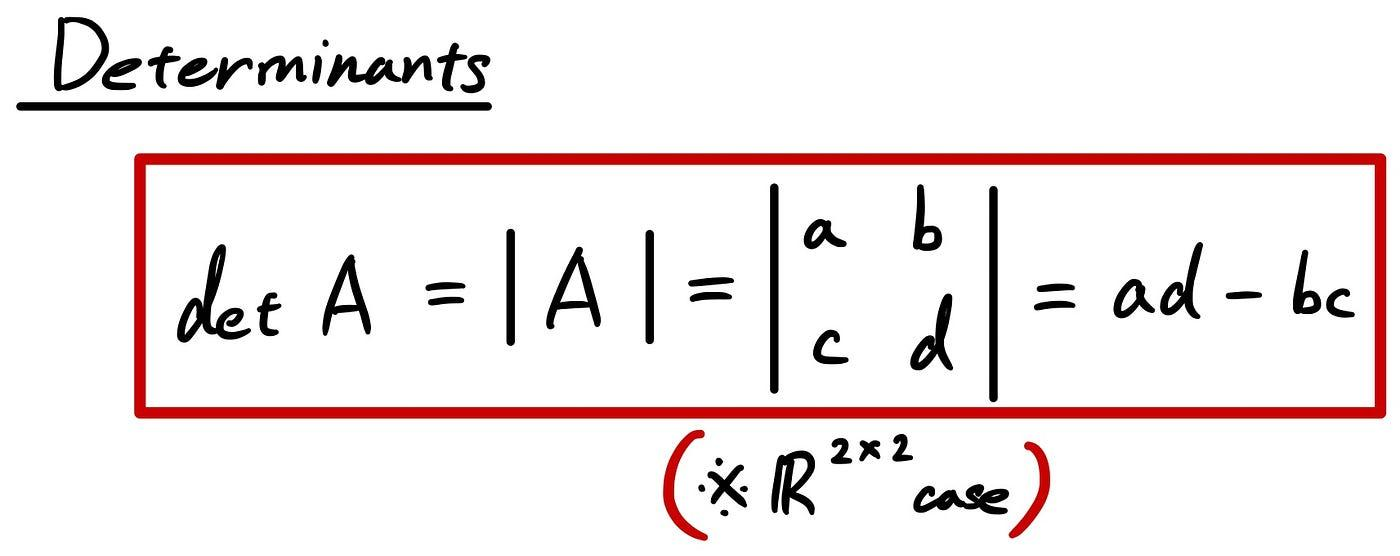 Determinants
det A = |A| = | a b | = ad - bc
c d
(※ ℝ^{2×2} case)